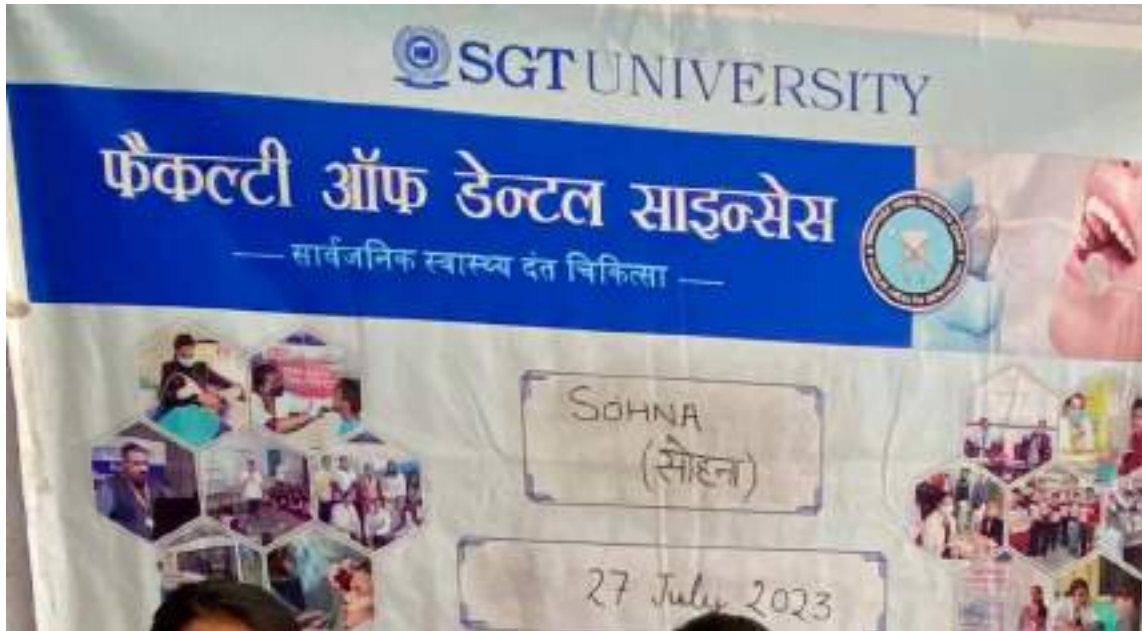 SGT UNIVERSITY
फैकल्टी ऑफ डेन्टल साइन्सेस
— सार्वजनिक स्वास्थ्य दंत चिकित्सा —
SOHNA
(सोहना)
27 July 2023